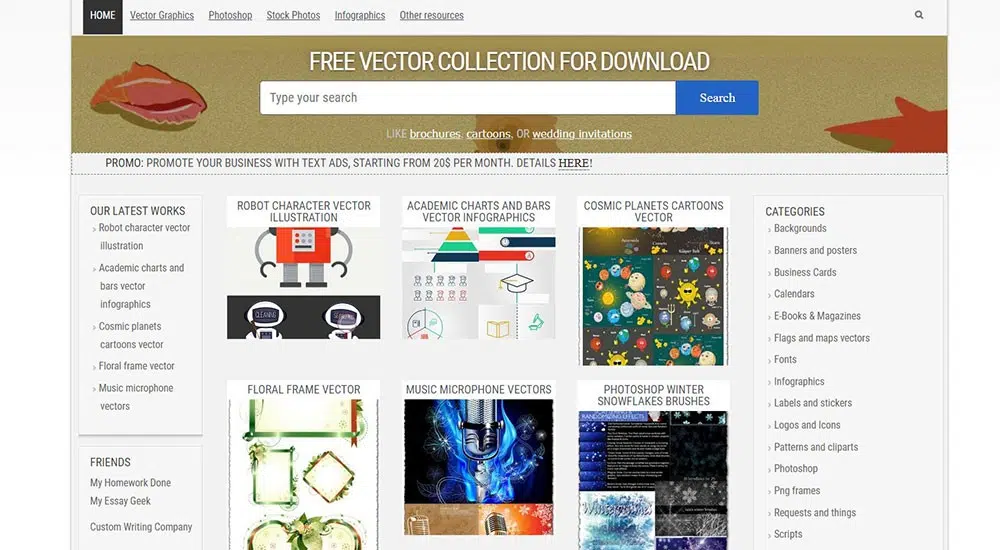 HOME Vector Graphics Photoshop Stock Photos Infographics Other resources
FREE VECTOR COLLECTION FOR DOWNLOAD
Type your search Search
LIKE brochures, cartoons, OR wedding invitations
PROMO: PROMOTE YOUR BUSINESS WITH TEXT ADS, STARTING FROM 20$ PER MONTH. DETAILS HERE!
OUR LATEST WORKS
Robot character vector
illustration
Academic charts and
bars vector
infographics
Cosmic planets
cartoons vector
Floral frame vector
Music microphone
vectors
FRIENDS
My Homework Done
My Essay Geek
Custom Writing Company
ROBOT CHARACTER VECTOR
ILLUSTRATION
CLEANING
ACADEMIC CHARTS AND BARS
VECTOR INFOGRAPHICS
COSMIC PLANETS CARTOONS
VECTOR
FLORAL FRAME VECTOR
MUSIC MICROPHONE VECTORS
PHOTOSHOP WINTER
SNOWFLAKES BRUSHES
RANDOMIZING EFFECTS
Wintertimes
CATEGORIES
Backgrounds
Banners and posters
Business Cards
Calendars
E-Books & Magazines
Flags and maps vectors
Fonts
Infographics
Labels and stickers
Logos and Icons
Patterns and cliparts
Photoshop
Png frames
Requests and things
Scripts